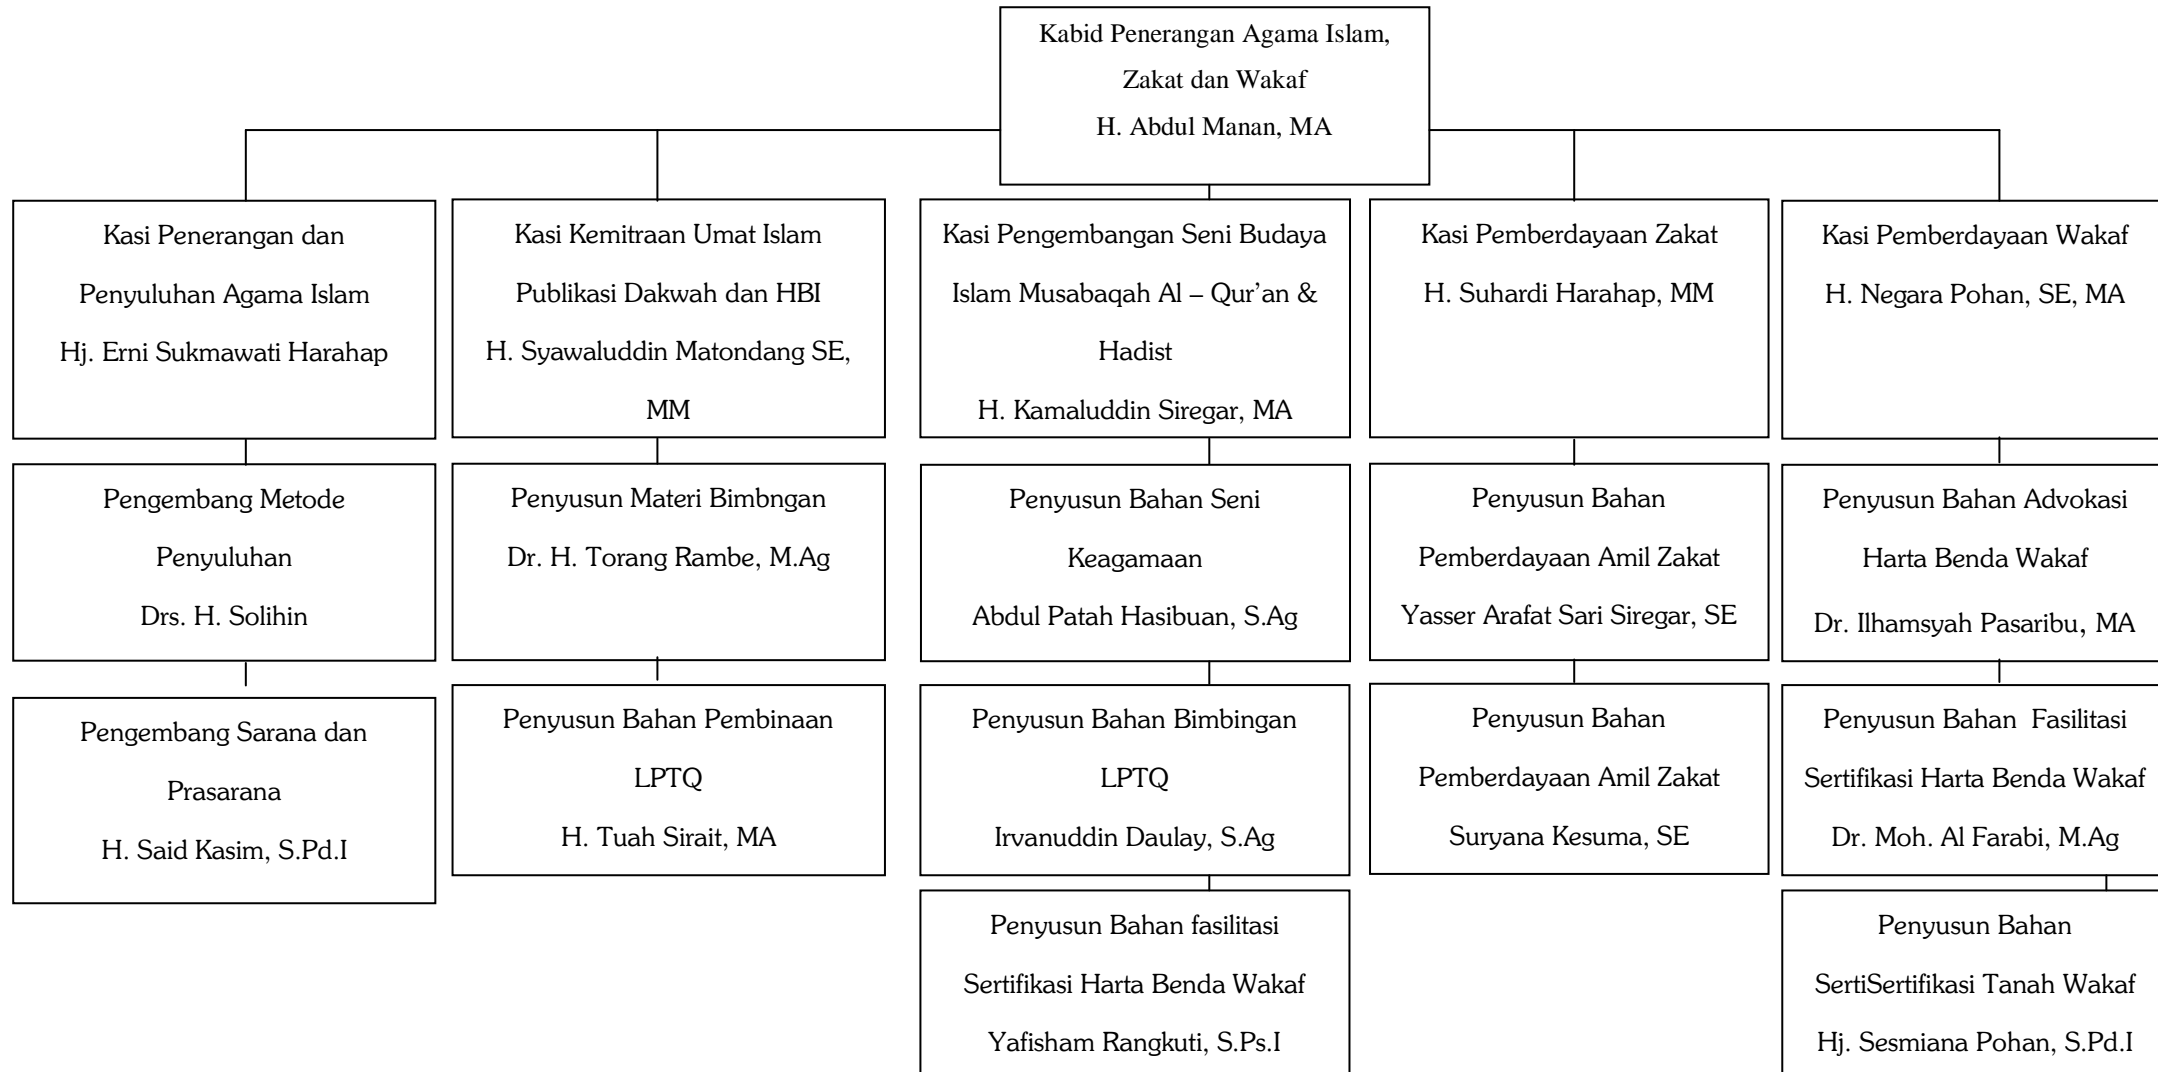 Kabid Penerangan Agama Islam,
Zakat dan Wakaf
H. Abdul Manan, MA
Kasi Penerangan dan
Penyuluhan Agama Islam
Hj. Erni Sukmawati Harahap
Kasi Kemitraan Umat Islam
Publikasi Dakwah dan HBI
H. Syawaluddin Matondang SE,
MM
Kasi Pengembangan Seni Budaya
Islam Musabaqah Al – Qur'an &
Hadist
H. Kamaluddin Siregar, MA
Kasi Pemberdayaan Zakat
H. Suhardi Harahap, MM
Kasi Pemberdayaan Wakaf
H. Negara Pohan, SE, MA
Pengembang Metode
Penyuluhan
Drs. H. Solihin
Penyusun Materi Bimbngan
Dr. H. Torang Rambe, M.Ag
Penyusun Bahan Seni
Keagamaan
Abdul Patah Hasibuan, S.Ag
Penyusun Bahan
Pemberdayaan Amil Zakat
Yasser Arafat Sari Siregar, SE
Penyusun Bahan Advokasi
Harta Benda Wakaf
Dr. Ilhamsyah Pasaribu, MA
Pengembang Sarana dan
Prasarana
H. Said Kasim, S.Pd.I
Penyusun Bahan Pembinaan
LPTQ
H. Tuah Sirait, MA
Penyusun Bahan Bimbingan
LPTQ
Irvanuddin Daulay, S.Ag
Penyusun Bahan
Pemberdayaan Amil Zakat
Suryana Kesuma, SE
Penyusun Bahan  Fasilitasi
Sertifikasi Harta Benda Wakaf
Dr. Moh. Al Farabi, M.Ag
Penyusun Bahan fasilitasi
Sertifikasi Harta Benda Wakaf
Yafisham Rangkuti, S.Ps.I
Penyusun Bahan
SertiSertifikasi Tanah Wakaf
Hj. Sesmiana Pohan, S.Pd.I